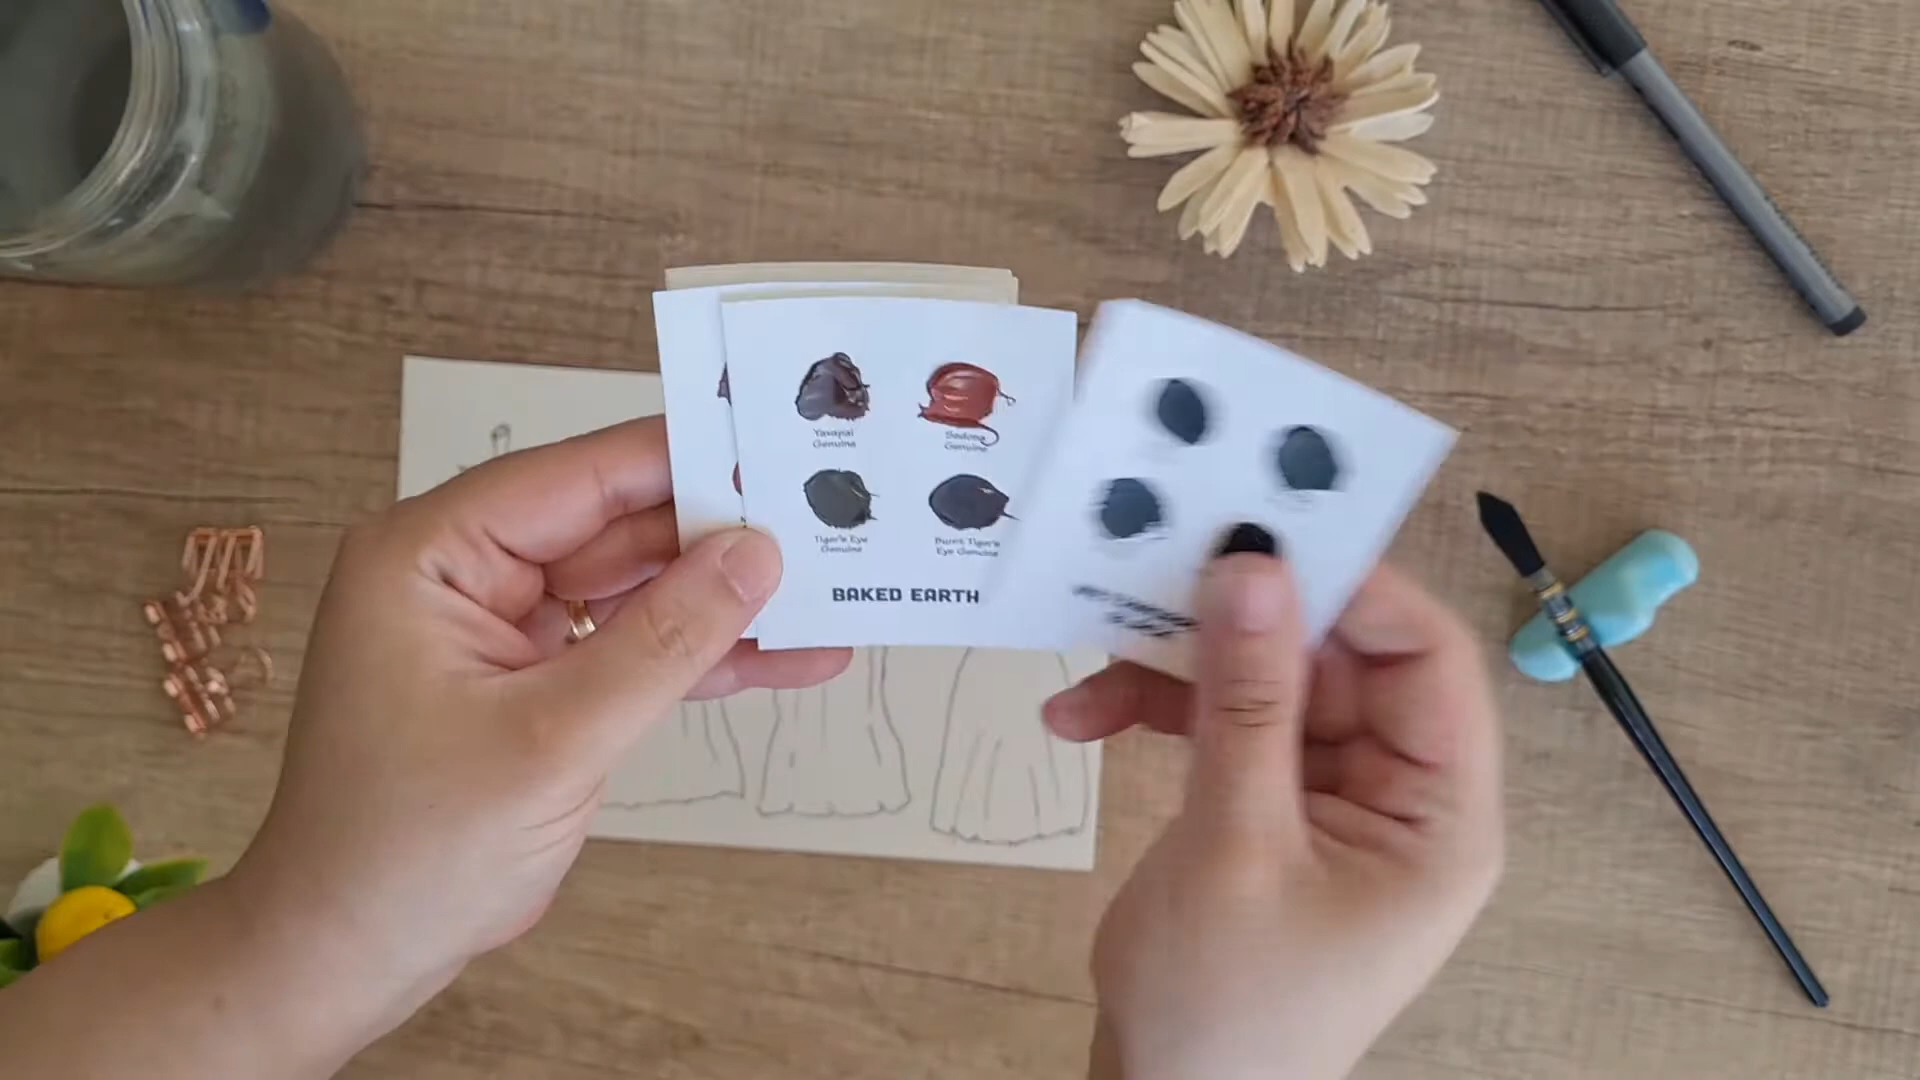 Yavapai
Genuine
Sedona
Genuine
Tiger's Eye
Genuine
Burnt Tiger's
Eye Genuine
BAKED EARTH